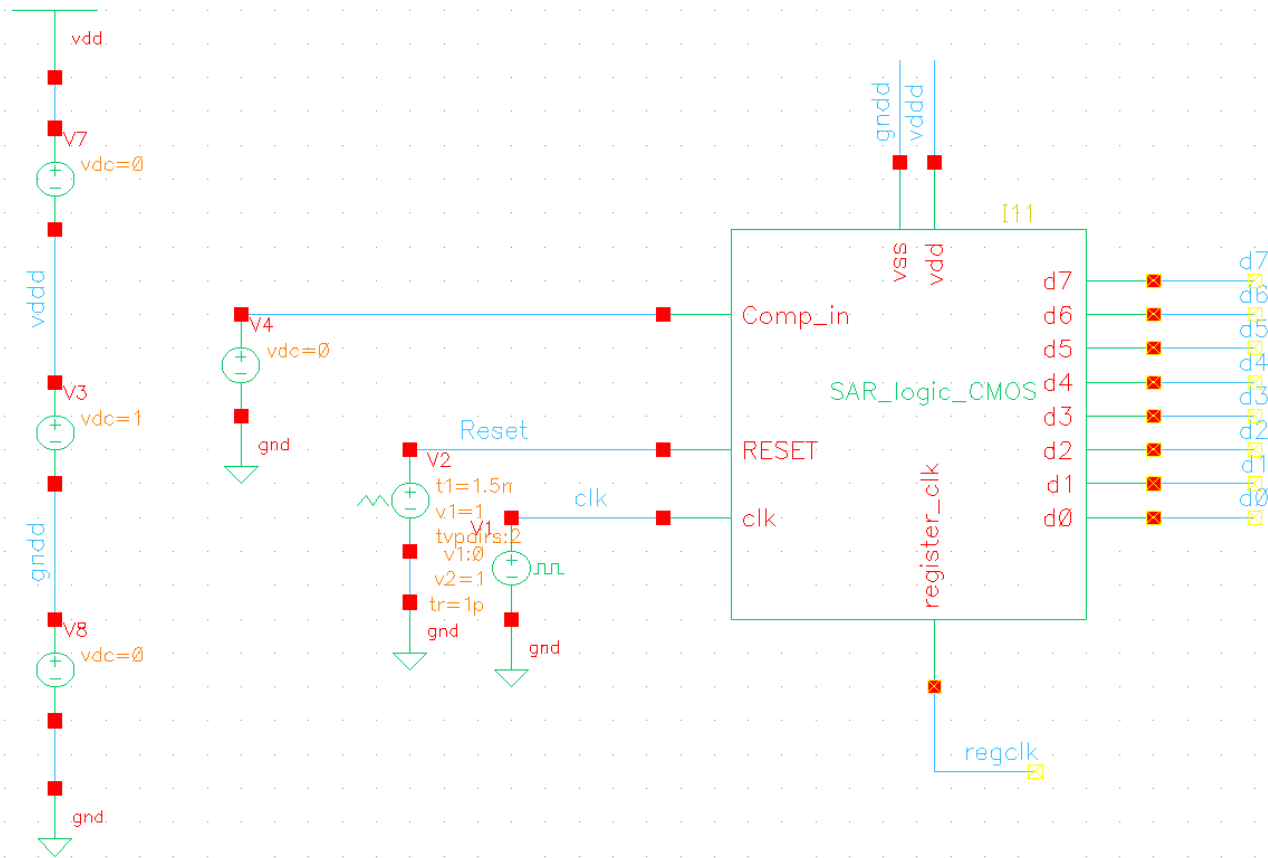 vdd
V7
vdc=0
vddd
V3
vdc=1
gndd
V8
vdc=0
gnd
V4
vdc=0
gnd
Reset
V2
t1=1.5n
v1=1
tvpairs:2
v1:0
v2=1
tr=1p
gnd
clk
V1
gnd
gndd
vddd
I11
vss
vdd
Comp_in
RESET
clk
SAR_logic_CMOS
register_clk
d7
d6
d5
d4
d3
d2
d1
d0
d7
d6
d5
d4
d3
d2
d1
d0
regclk